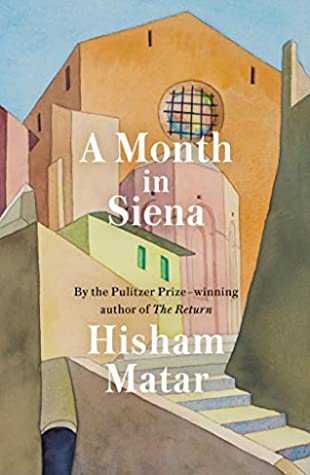 A Month
in
Siena
By the Pulitzer Prize–winning
author of The Return
Hisham
Matar